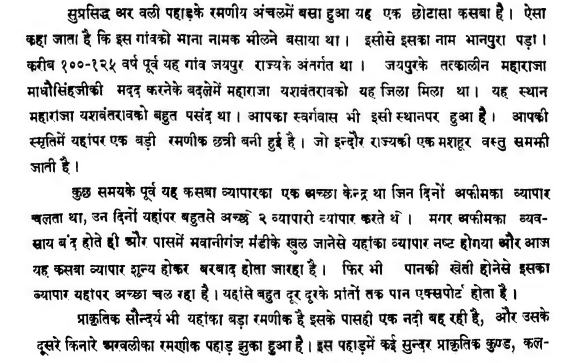 सुप्रसिद्ध अर वली पहाड़के रमणीय अंचलमें बसा हुआ यह एक छोटासा कसबा है। ऐसा
कहा जाता है कि इस गांवको माना नामक भीलने बसाया था। इसीसे इसका नाम भानपुरा पड़ा।
करीब १००-१२५ वर्ष पूर्व यह गांव जयपुर राज्यके अंतर्गत था। जयपुरके तत्कालीन महाराजा
माधौसिंहजीकी मदद करनेके बदलेमें महाराजा यशवंतरावको यह जिला मिला था। यह स्थान
महाराजा यशवंतरावको बहुत पसंद था। आपका स्वर्गवास भी इसी स्थानपर हुआ है। आपकी
स्मृतिमें यहांपर एक बड़ी रमणीक छत्री बनी हुई है। जो इन्दौर राज्यकी एक मशहूर वस्तु समझी
जाती है।
कुछ समयके पूर्व यह कसबा व्यापारका एक अच्छा केन्द्र था जिन दिनों अफीमका व्यापार
चलता था, उन दिनों यहांपर बहुतसे अच्छे २ व्यापारी व्यापार करते थे। मगर अफीमका व्यव-
साय बंद होते ही और पासमें भवानीगंज मंडीके खुल जानेसे यहांका व्यापार नष्ट होगया और आज
यह कसबा व्यापार शून्य होकर बरबाद होता जारहा है। फिर भी पानकी खेती होनेसे इसका
व्यापार यहांपर अच्छा चल रहा है। यहांसे बहुत दूर दूरके प्रांतों तक पान एक्सपोर्ट होता है।
प्राकृतिक सौन्दर्य भी यहांका बड़ा रमणीक है इसके पासही एक नदी बह रही है, और उसके
दूसरे किनारे अरवलीका रमणीक पहाड़ झुका हुआ है। इस पहाड़में कई सुन्दर प्राकृतिक कुण्ड, कल-